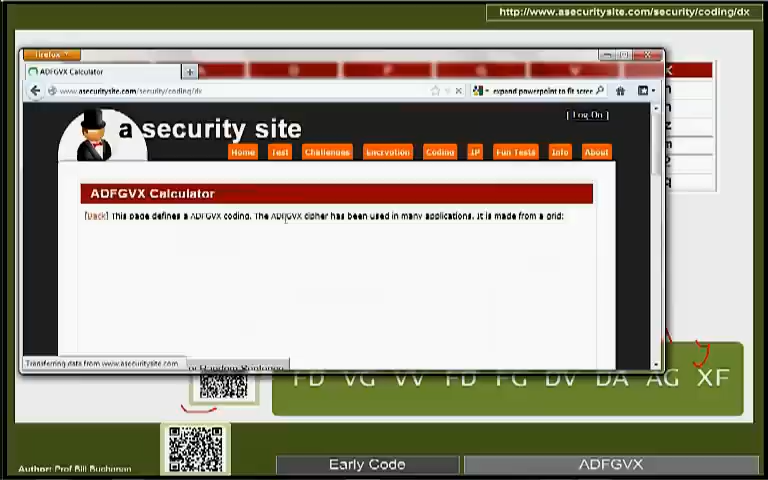 http://www.asecuritysite.com/security/coding/dx
Firefox
ADFGVX Calculator
www.asecuritysite.com/security/coding/dx
expand powerpoint to fit scree
[ Log On ]
a security site
Home Test Challenges Encryption Coding IP Fun Tests Info About
ADFGVX Calculator
[Back] This page defines a ADFGVX coding. The ADFGVX cipher has been used in many applications. It is made from a grid:
Transferring data from www.asecuritysite.com...
or Random Sentence
FD VG VV FD FG DV DA AG XF
Author: Prof Bill Buchanan
Early Code
ADFGVX